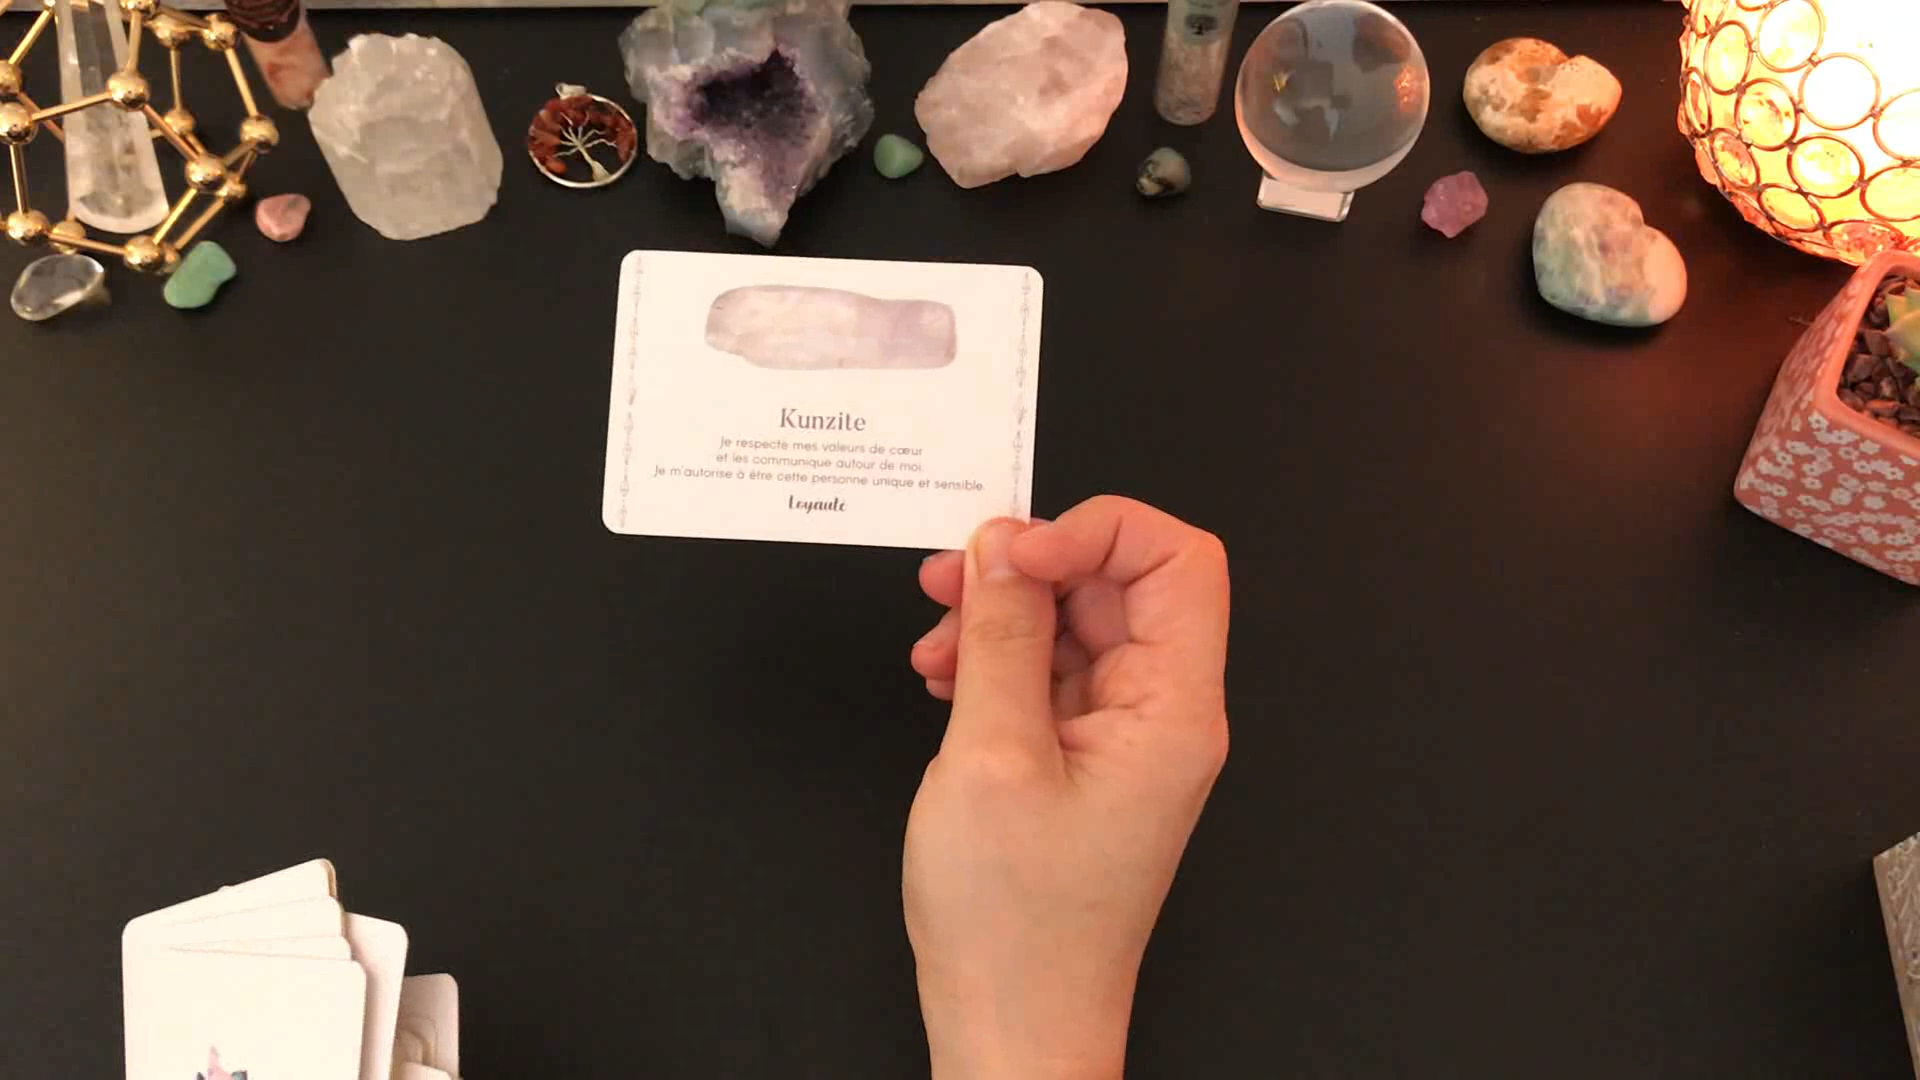 Kunzite
Je respecte mes valeurs de cœur
et les communique autour de moi.
Je m'autorise à être cette personne unique et sensible.
Loyauté